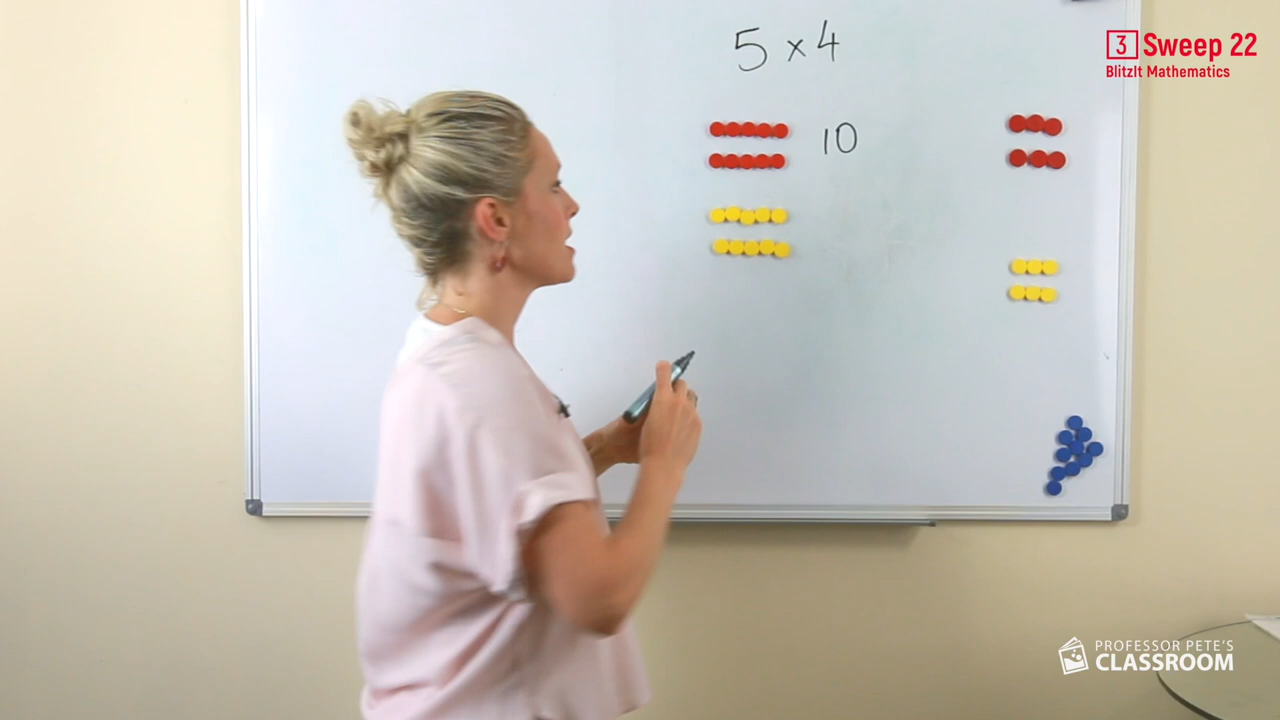 5 × 4
10
3 Sweep 22
BlitzIt Mathematics
PROFESSOR PETE'S
CLASSROOM